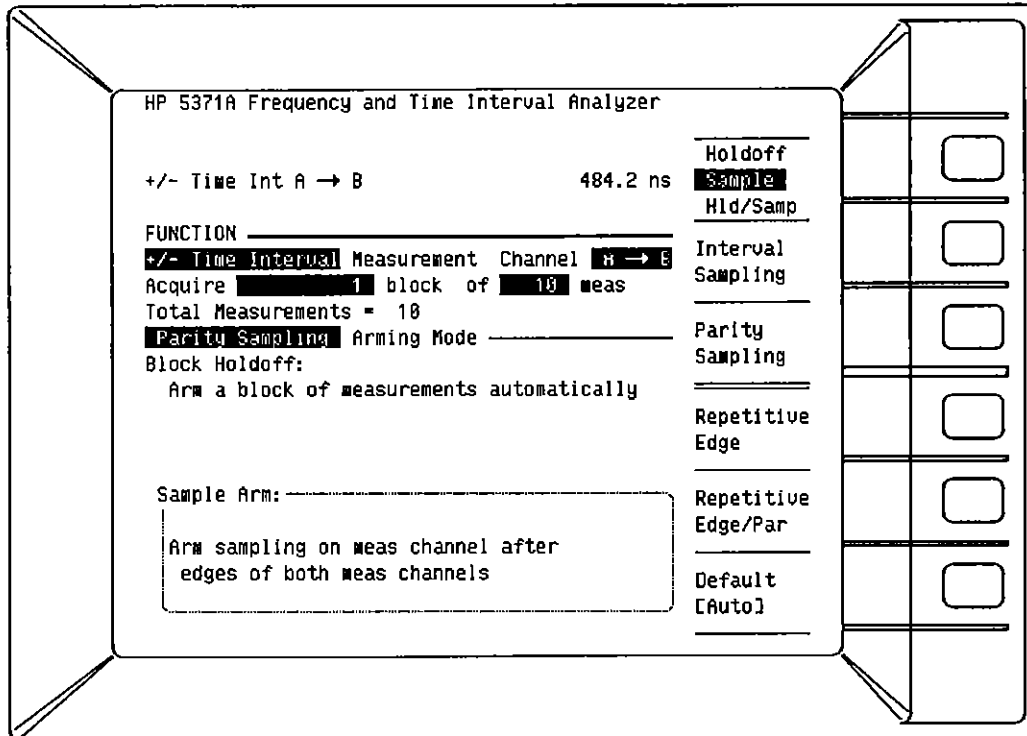 HP 5371A Frequency and Time Interval Analyzer
+/- Time Int A → B 484.2 ns
FUNCTION
+/- Time Interval Measurement Channel A → B
Acquire 1 block of 10 meas
Total Measurements = 10
Parity Sampling Arming Mode
Block Holdoff:
Arm a block of measurements automatically
Sample Arm:
Arm sampling on meas channel after
edges of both meas channels
Holdoff
Sample
Hld/Samp
Interval
Sampling
Parity
Sampling
Repetitive
Edge
Repetitive
Edge/Par
Default
[Auto]